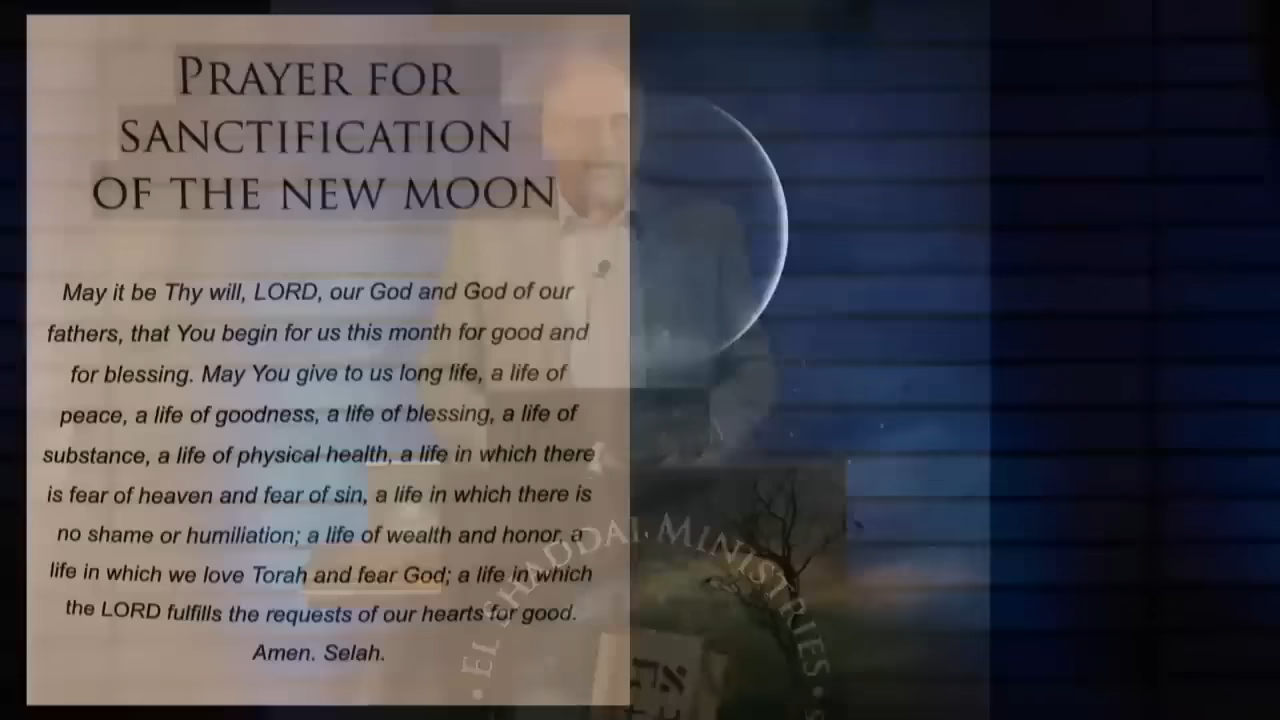 PRAYER FOR
SANCTIFICATION
OF THE NEW MOON
May it be Thy will, LORD, our God and God of our
fathers, that You begin for us this month for good and
for blessing. May You give to us long life, a life of
peace, a life of goodness, a life of blessing, a life of
substance, a life of physical health, a life in which there
is fear of heaven and fear of sin, a life in which there is
no shame or humiliation; a life of wealth and honor, a
life in which we love Torah and fear God; a life in which
the LORD fulfills the requests of our hearts for good.
Amen. Selah.
• EL SHADDAI MINISTRIES •
את